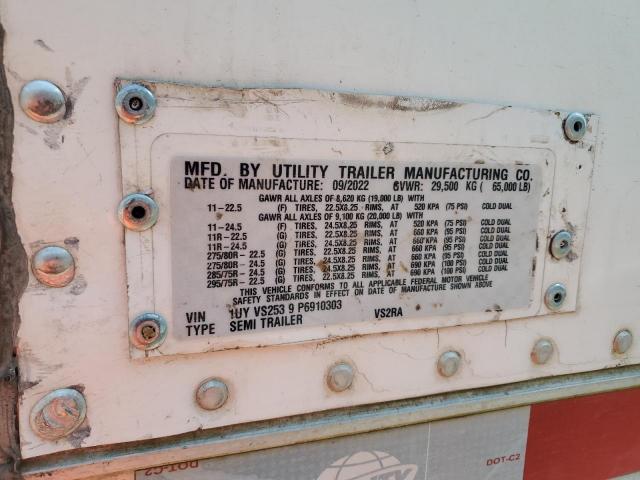 MFD. BY UTILITY TRAILER MANUFACTURING CO.
DATE OF MANUFACTURE: 09/2022 GVWR: 29,500 KG ( 65,000 LB)
GAWR ALL AXLES OF 8,620 KG (19,000 LB) WITH
11-22.5 (F) TIRES, 22.5X8.25 RIMS, AT 520 KPA (75 PSI) COLD DUAL
GAWR ALL AXLES OF 9,100 KG (20,000 LB) WITH
11-24.5 (F) TIRES, 24.5X8.25 RIMS, AT 520 KPA (75 PSI) COLD DUAL
11R-22.5 (G) TIRES, 22.5X8.25 RIMS, AT 660 KPA (95 PSI) COLD DUAL
11R-24.5 (G) TIRES, 24.5X8.25 RIMS, AT 660 KPA (95 PSI) COLD DUAL
275/80R - 22.5 (G) TIRES, 22.5X8.25 RIMS, AT 660 KPA (95 PSI) COLD DUAL
275/80R - 24.5 (G) TIRES, 24.5X8.25 RIMS, AT 660 KPA (95 PSI) COLD DUAL
285/75R - 24.5 (G) TIRES, 24.5X8.25 RIMS, AT 690 KPA (100 PSI) COLD DUAL
295/75R - 22.5 (G) TIRES, 22.5X8.25 RIMS, AT 690 KPA (100 PSI) COLD DUAL
THIS VEHICLE CONFORMS TO ALL APPLICABLE FEDERAL MOTOR VEHICLE
SAFETY STANDARDS IN EFFECT ON DATE OF MANUFACTURE SHOWN ABOVE
VIN 1UY VS253 9 P6910303
TYPE SEMI TRAILER VS2RA
DOT-C2
DOT-C2